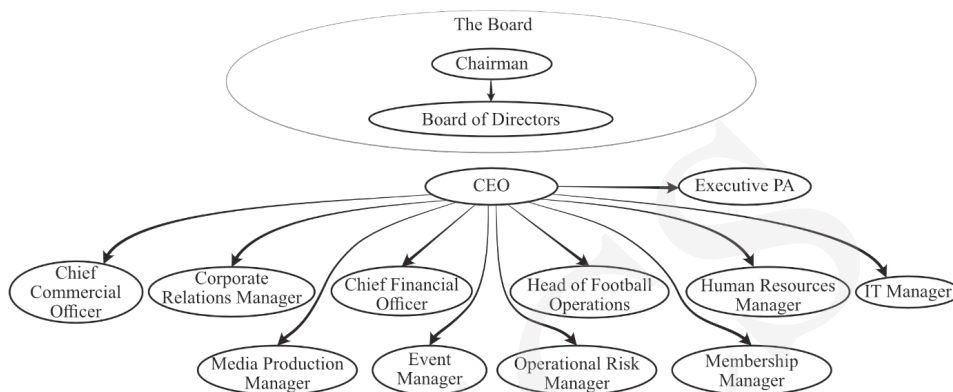 The Board
Chairman
Board of Directors
CEO
Executive PA
Chief
Commercial
Officer
Corporate
Relations Manager
Chief Financial
Officer
Head of Football
Operations
Human Resources
Manager
IT Manager
Media Production
Manager
Event
Manager
Operational Risk
Manager
Membership
Manager